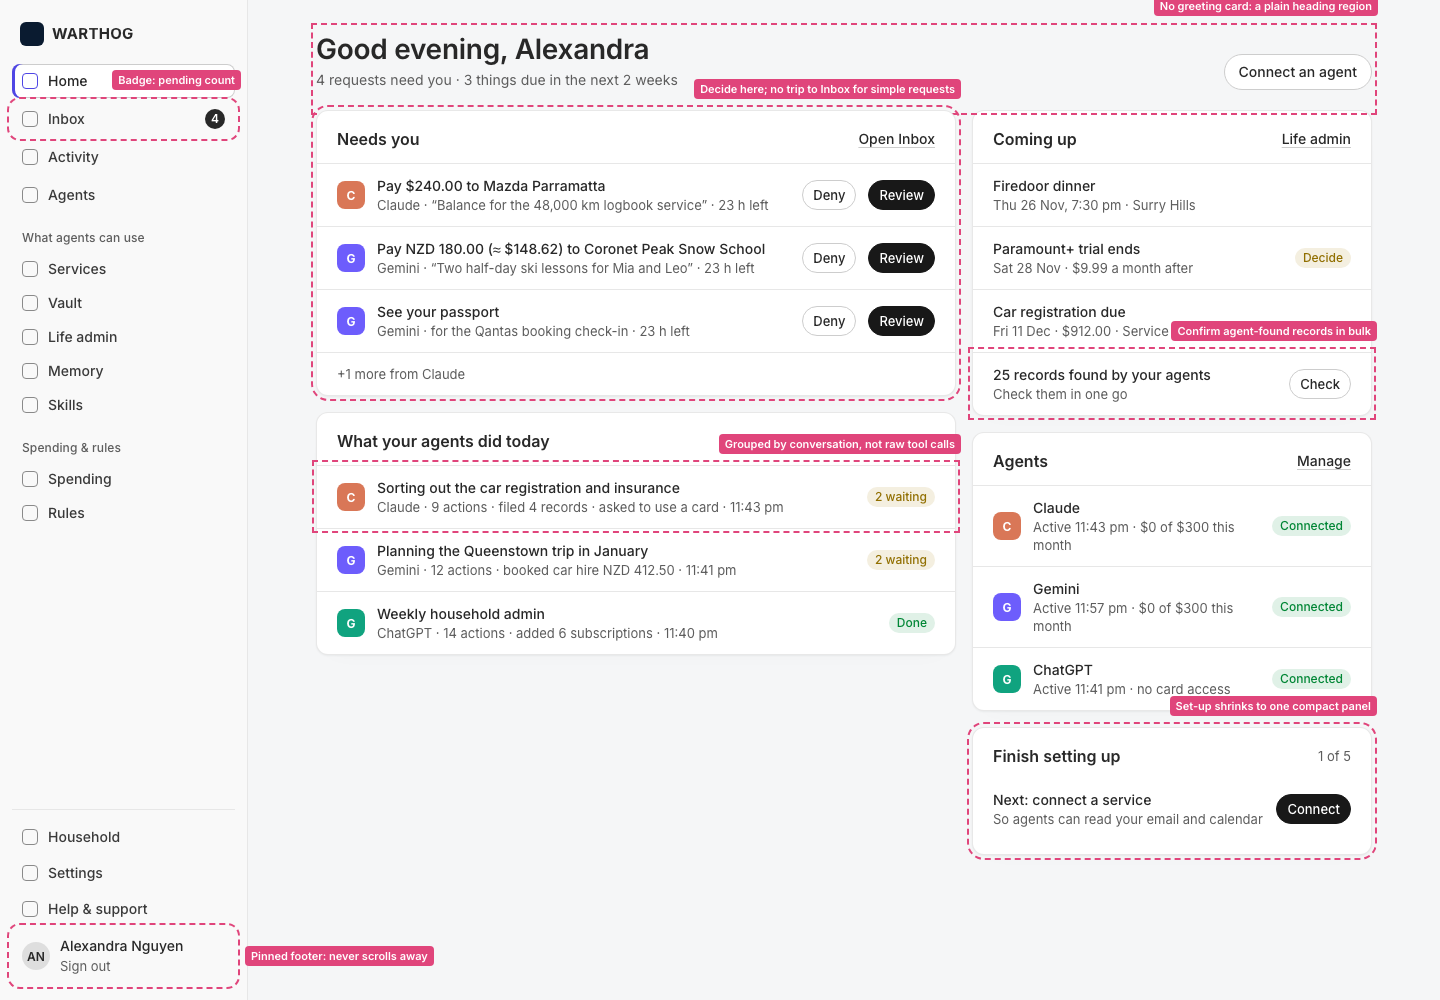 WARTHOG
Home
Badge: pending count
Inbox
4
Activity
Agents
What agents can use
Services
Vault
Life admin
Memory
Skills
Spending & rules
Spending
Rules
Household
Settings
Help & support
AN
Alexandra Nguyen
Sign out
Pinned footer: never scrolls away
No greeting card: a plain heading region
Good evening, Alexandra
4 requests need you · 3 things due in the next 2 weeks
Connect an agent
Decide here; no trip to Inbox for simple requests
Needs you
Open Inbox
C
Pay $240.00 to Mazda Parramatta
Claude · “Balance for the 48,000 km logbook service” · 23 h left
Deny
Review
G
Pay NZD 180.00 (≈ $148.62) to Coronet Peak Snow School
Gemini · “Two half-day ski lessons for Mia and Leo” · 23 h left
Deny
Review
G
See your passport
Gemini · for the Qantas booking check-in · 23 h left
Deny
Review
+1 more from Claude
What your agents did today
Grouped by conversation, not raw tool calls
C
Sorting out the car registration and insurance
Claude · 9 actions · filed 4 records · asked to use a card · 11:43 pm
2 waiting
G
Planning the Queenstown trip in January
Gemini · 12 actions · booked car hire NZD 412.50 · 11:41 pm
2 waiting
G
Weekly household admin
ChatGPT · 14 actions · added 6 subscriptions · 11:40 pm
Done
Coming up
Life admin
Firedoor dinner
Thu 26 Nov, 7:30 pm · Surry Hills
Paramount+ trial ends
Sat 28 Nov · $9.99 a month after
Decide
Car registration due
Fri 11 Dec · $912.00 · Service
Confirm agent-found records in bulk
25 records found by your agents
Check them in one go
Check
Agents
Manage
C
Claude
Active 11:43 pm · $0 of $300 this
month
Connected
G
Gemini
Active 11:57 pm · $0 of $300 this
month
Connected
G
ChatGPT
Active 11:41 pm · no card access
Connected
Set-up shrinks to one compact panel
Finish setting up
1 of 5
Next: connect a service
So agents can read your email and calendar
Connect